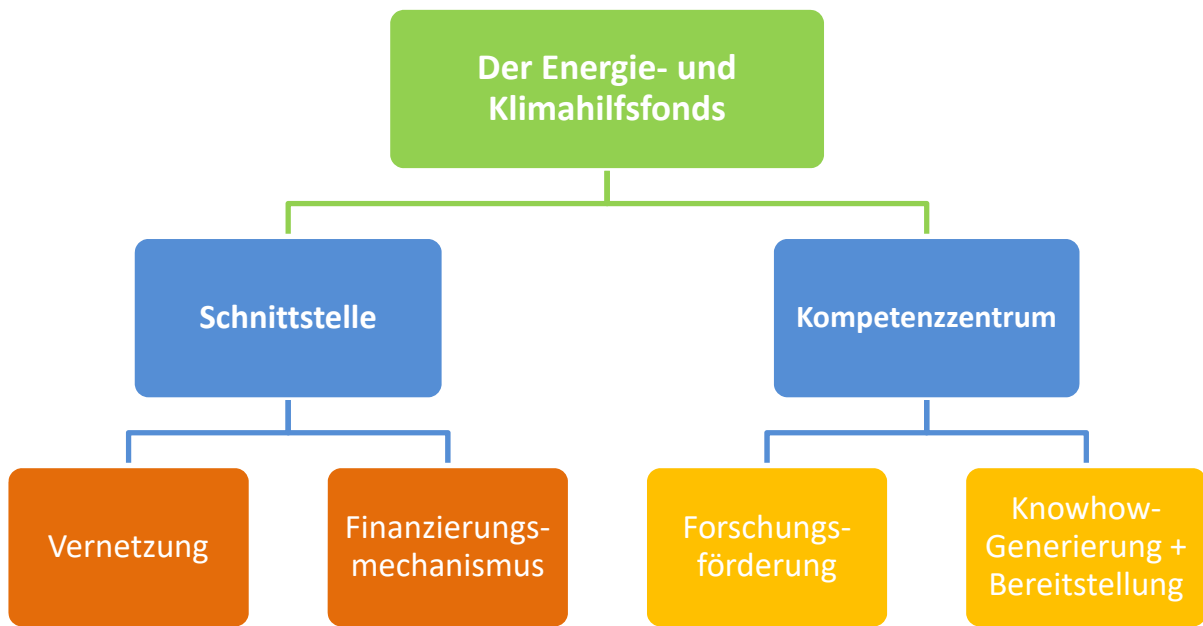 Der Energie- und
Klimahilfsfonds
Schnittstelle
Kompetenzzentrum
Vernetzung
Finanzierungs-
mechanismus
Forschungs-
förderung
Knowhow-
Generierung +
Bereitstellung